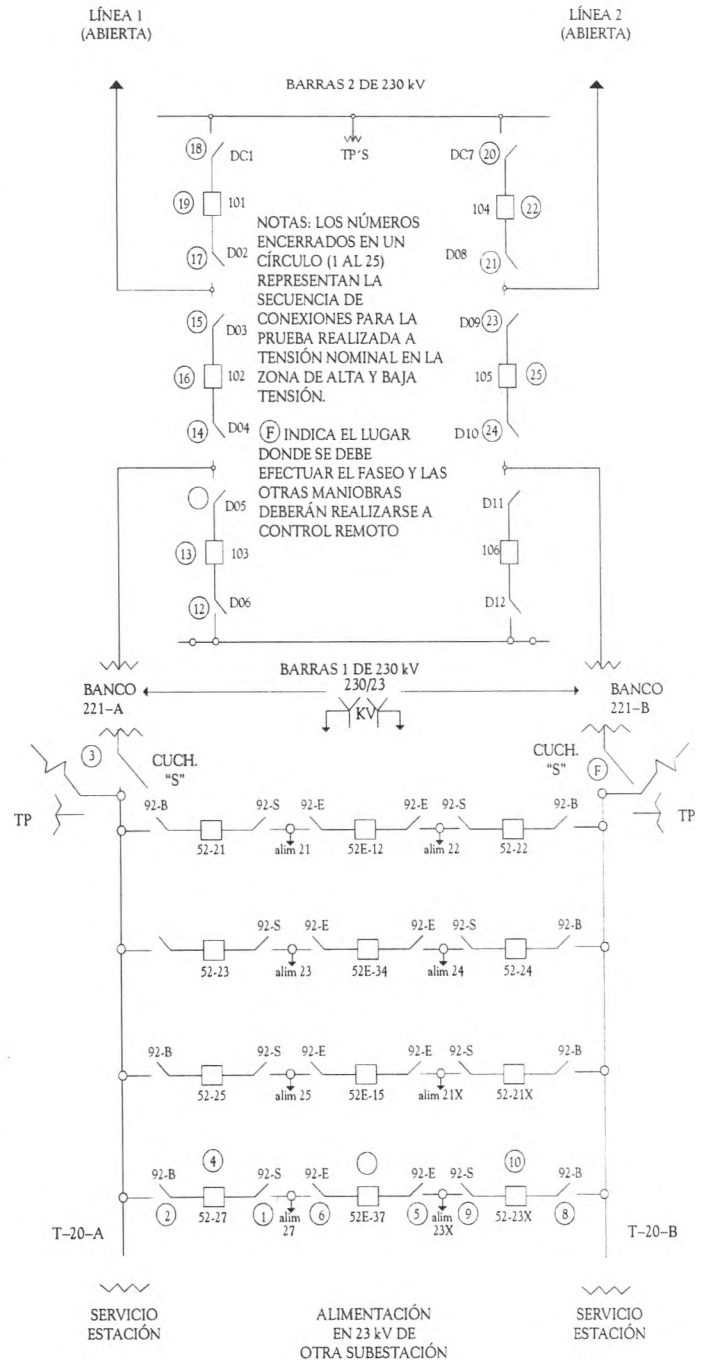 LÍNEA 1
(ABIERTA)
LÍNEA 2
(ABIERTA)
BARRAS 2 DE 230 kV
18
DC1
TP´S
DC7
20
19
101
104
22
17
D02
D08
21
NOTAS: LOS NÚMEROS
ENCERRADOS EN UN
CÍRCULO (1 AL 25)
REPRESENTAN LA
SECUENCIA DE
CONEXIONES PARA LA
PRUEBA REALIZADA A
TENSIÓN NOMINAL EN LA
ZONA DE ALTA Y BAJA
TENSIÓN.
F INDICA EL LUGAR
DONDE SE DEBE
EFECTUAR EL FASEO Y LAS
OTRAS MANIOBRAS
DEBERÁN REALIZARSE A
CONTROL REMOTO
15
D03
D09
23
16
102
105
25
14
D04
D10
24
D05
D11
13
103
106
12
D06
D12
BARRAS 1 DE 230 kV
230/23
KV
BANCO
221-A
BANCO
221-B
3
CUCH.
"S"
CUCH.
"S"
F
TP
TP
92-B
92-S
92-E
92-E
92-S
92-B
52-21
alim 21
52E-12
alim 22
52-22
92-S
92-E
92-E
92-S
92-B
52-23
alim 23
52E-34
alim 24
52-24
92-B
92-S
92-E
92-E
92-S
92-B
52-25
alim 25
52E-15
alim 21X
52-21X
4
10
92-B
92-S
92-E
92-E
92-S
92-B
2
52-27
1
alim
27
6
52E-37
5
alim
23X
9
52-23X
8
T-20-A
T-20-B
SERVICIO
ESTACIÓN
ALIMENTACIÓN
EN 23 kV DE
OTRA SUBESTACIÓN
SERVICIO
ESTACIÓN